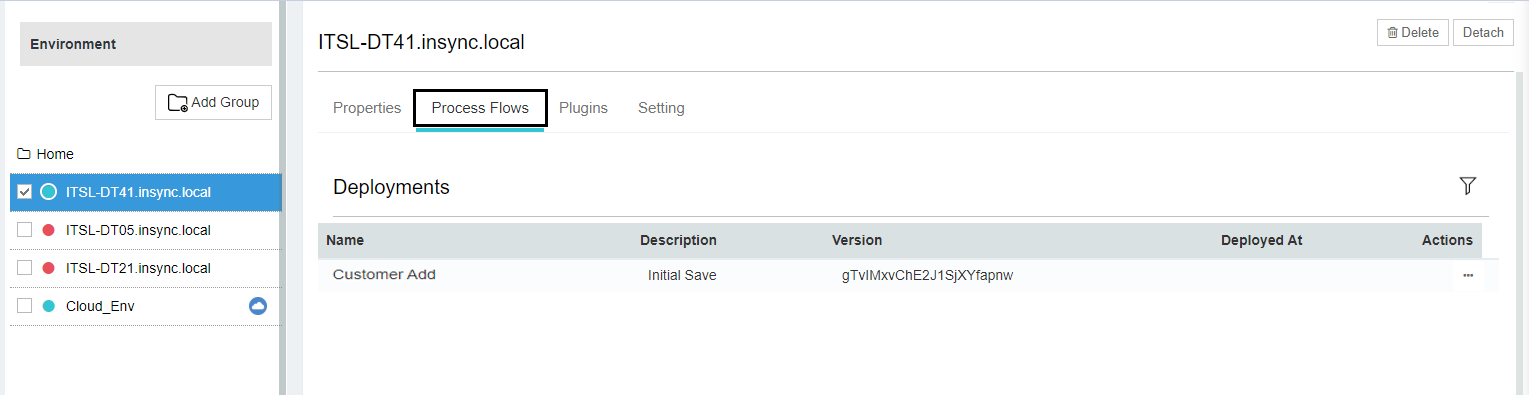 Environment
Add Group
Home
ITSL-DT41.insync.local
ITSL-DT05.insync.local
ITSL-DT21.insync.local
Cloud_Env
ITSL-DT41.insync.local
Delete Detach
Properties Process Flows Plugins Setting
Deployments
Name Description Version Deployed At Actions
Customer Add Initial Save gTvIMxvChE2J1SjXYfapnw ...